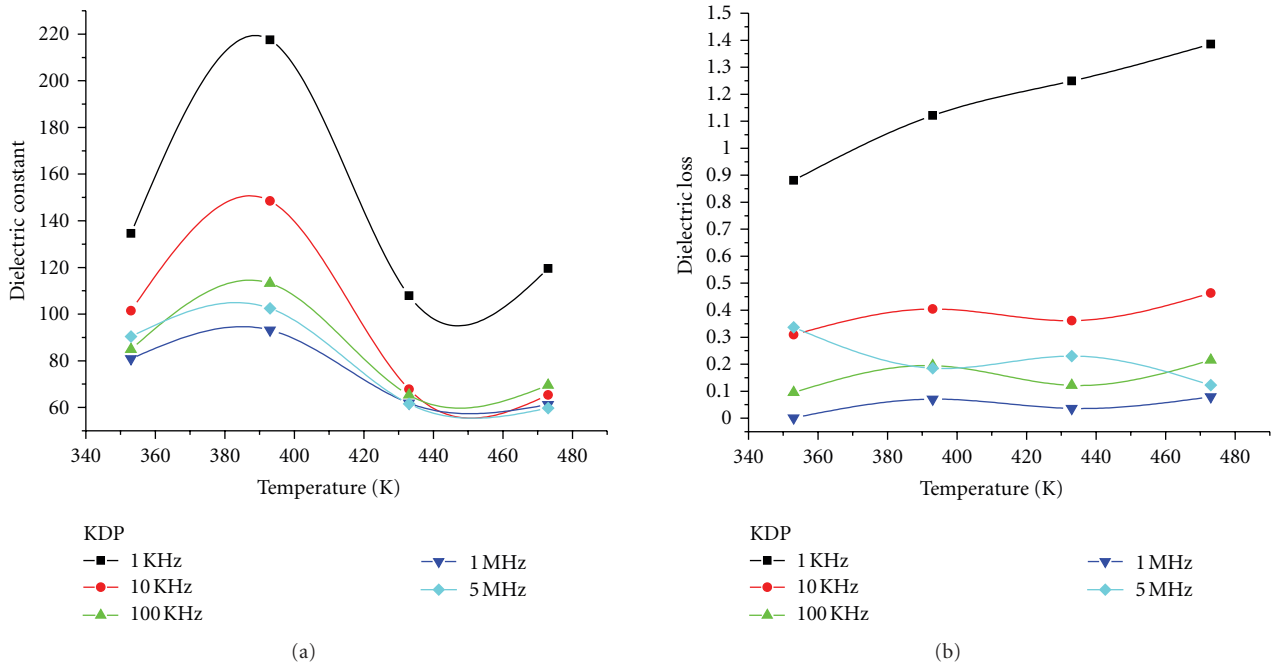 220
200
180
160
140
120
100
80
60
Dielectric constant
340 360 380 400 420 440 460 480
Temperature (K)
KDP
1 KHz
10 KHz
100 KHz
1 MHz
5 MHz
(a)
1.5
1.4
1.3
1.2
1.1
1
0.9
0.8
0.7
0.6
0.5
0.4
0.3
0.2
0.1
0
Dielectric loss
340 360 380 400 420 440 460 480
Temperature (K)
KDP
1 KHz
10 KHz
100 KHz
1 MHz
5 MHz
(b)